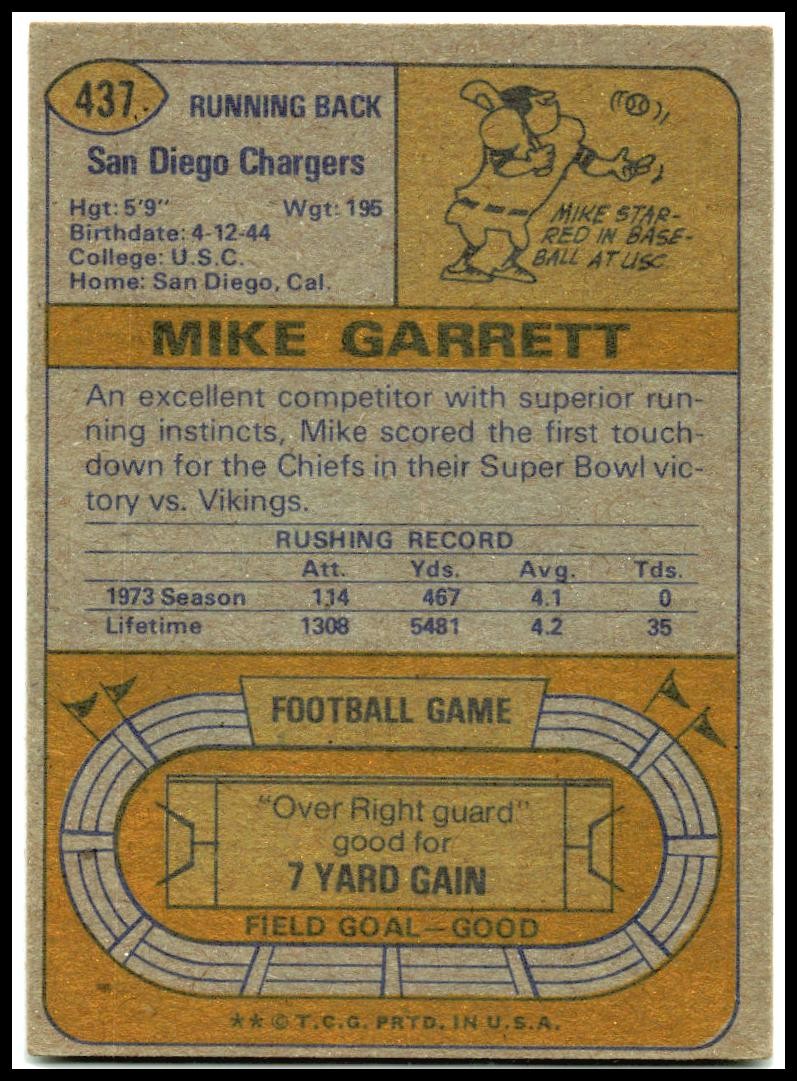 437
RUNNING BACK
San Diego Chargers
Hgt: 5'9" Wgt: 195
Birthdate: 4-12-44
College: U.S.C.
Home: San Diego, Cal.
MIKE STAR-
RED IN BASE-
BALL AT USC
MIKE GARRETT
An excellent competitor with superior run-
ning instincts, Mike scored the first touch-
down for the Chiefs in their Super Bowl vic-
tory vs. Vikings.
RUSHING RECORD
Att. Yds. Avg. Tds.
1973 Season 114 467 4.1 0
Lifetime 1308 5481 4.2 35
FOOTBALL GAME
"Over Right guard"
good for
7 YARD GAIN
FIELD GOAL—GOOD
** © T.C.G. PRTD. IN U.S.A.